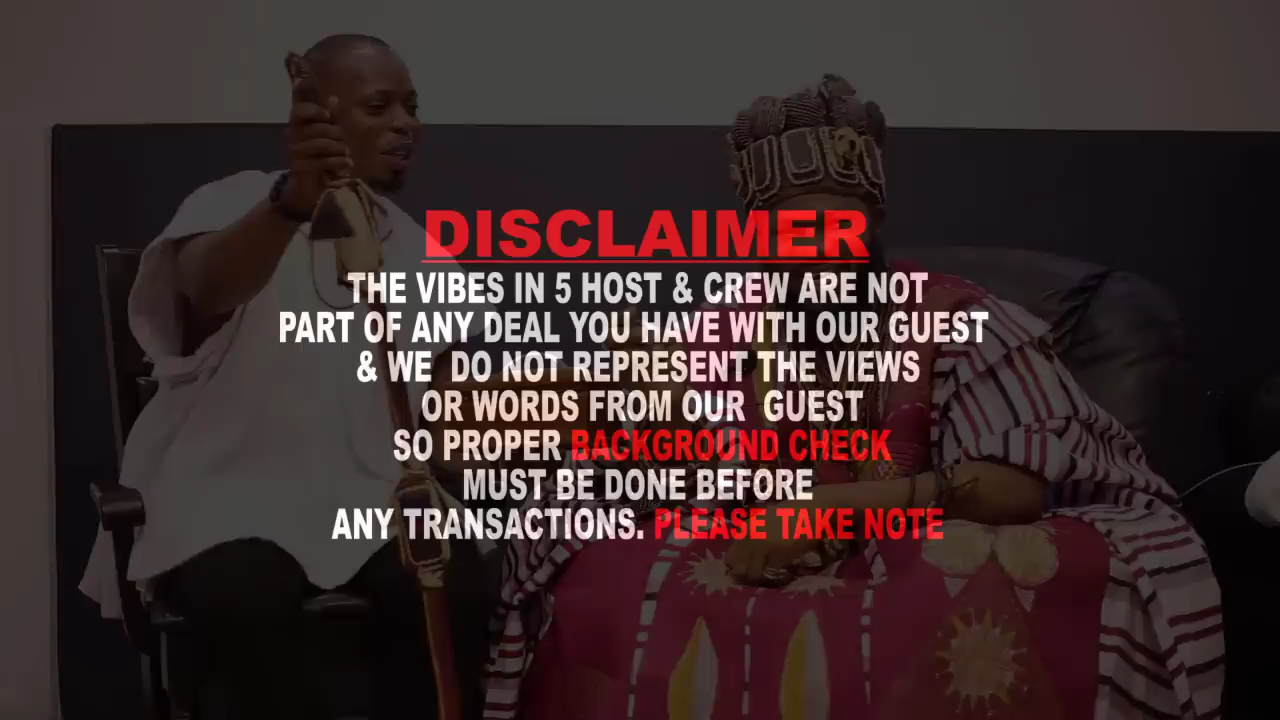 DISCLAIMER
THE VIBES IN 5 HOST & CREW ARE NOT
PART OF ANY DEAL YOU HAVE WITH OUR GUEST
& WE DO NOT REPRESENT THE VIEWS
OR WORDS FROM OUR GUEST
SO PROPER BACKGROUND CHECK
MUST BE DONE BEFORE
ANY TRANSACTIONS. PLEASE TAKE NOTE